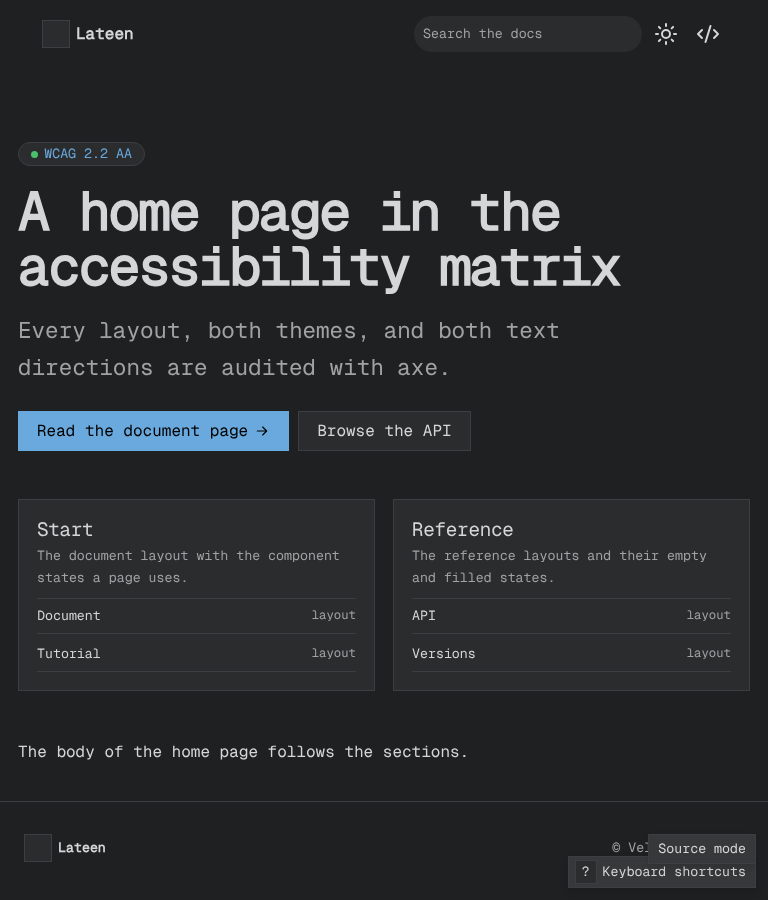 Lateen
Search the docs
WCAG 2.2 AA
A home page in the
accessibility matrix
Every layout, both themes, and both text
directions are audited with axe.
Read the document page →
Browse the API
Start
The document layout with the component
states a page uses.
Document layout
Tutorial layout
Reference
The reference layouts and their empty
and filled states.
API layout
Versions layout
The body of the home page follows the sections.
Lateen
©
Source mode
? Keyboard shortcuts